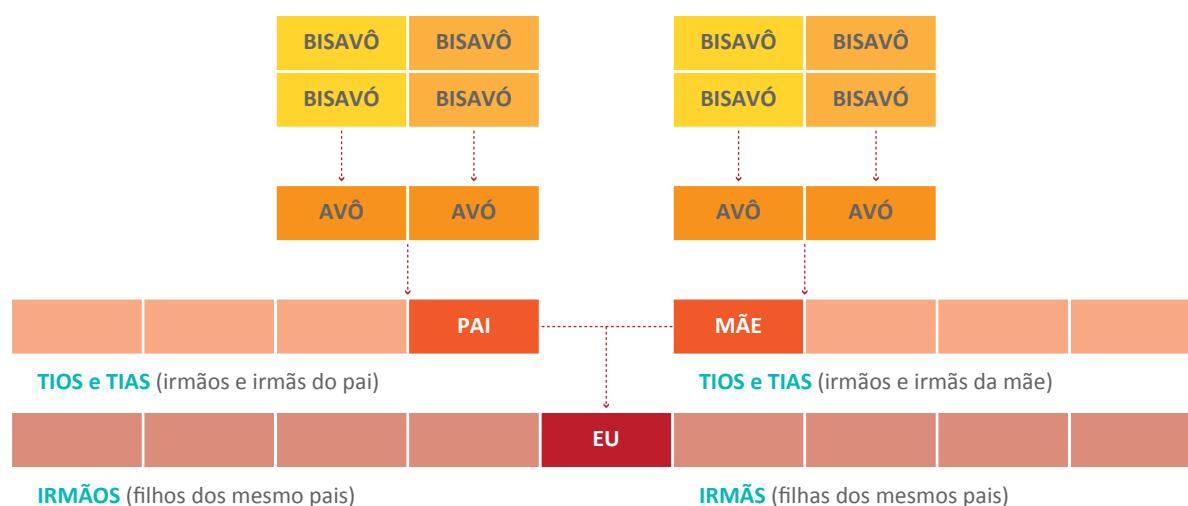 BISAVÔ BISAVÔ BISAVÔ BISAVÔ
BISAVÓ BISAVÓ BISAVÓ BISAVÓ
AVÔ AVÓ AVÔ AVÓ
PAI MÃE
TIOS e TIAS (irmãos e irmãs do pai) TIOS e TIAS (irmãos e irmãs da mãe)
EU
IRMÃOS (filhos dos mesmo pais) IRMÃS (filhas dos mesmos pais)